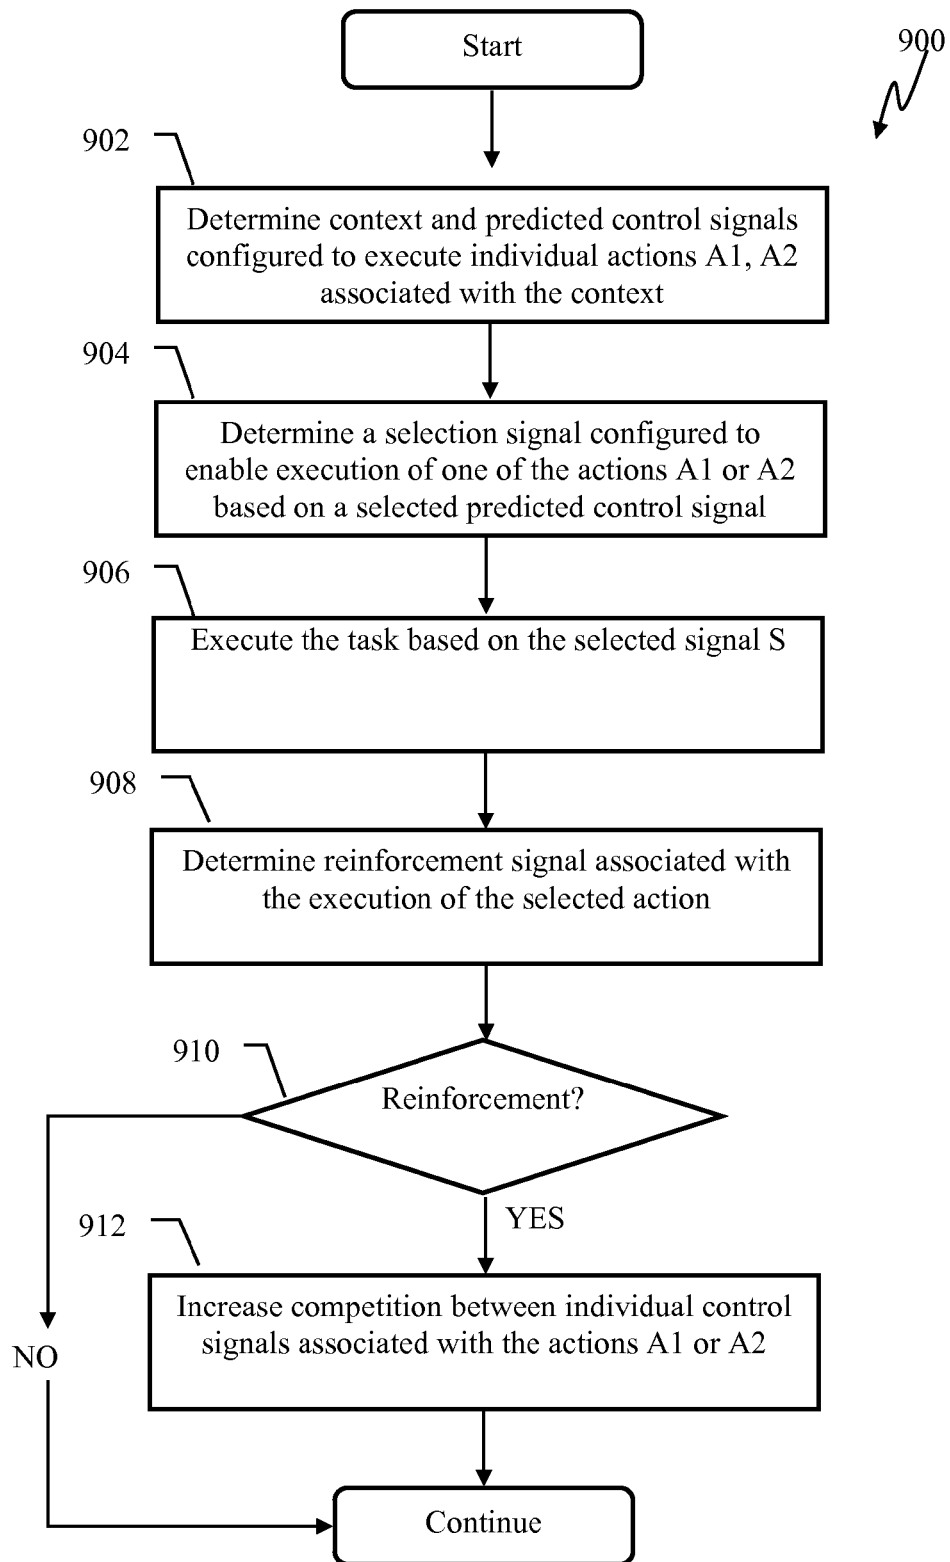 Start
900
902
Determine context and predicted control signals
configured to execute individual actions A1, A2
associated with the context
904
Determine a selection signal configured to
enable execution of one of the actions A1 or A2
based on a selected predicted control signal
906
Execute the task based on the selected signal S
908
Determine reinforcement signal associated with
the execution of the selected action
910
Reinforcement?
YES
912
Increase competition between individual control
signals associated with the actions A1 or A2
NO
Continue